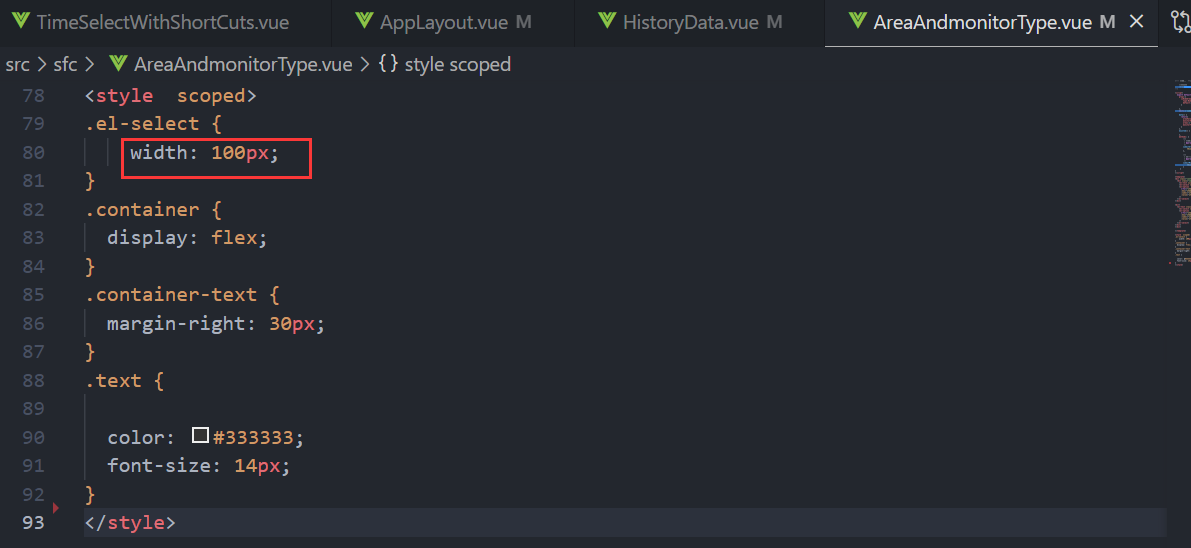 TimeSelectWithShortCuts.vue AppLayout.vue M HistoryData.vue M AreaAndmonitorType.vue M
src > sfc > AreaAndmonitorType.vue > {} style scoped
78 <style  scoped>
79 .el-select {
80     width: 100px;
81 }
82 .container {
83   display: flex;
84 }
85 .container-text {
86   margin-right: 30px;
87 }
88 .text {
89
90   color: #333333;
91   font-size: 14px;
92 }
93 </style>